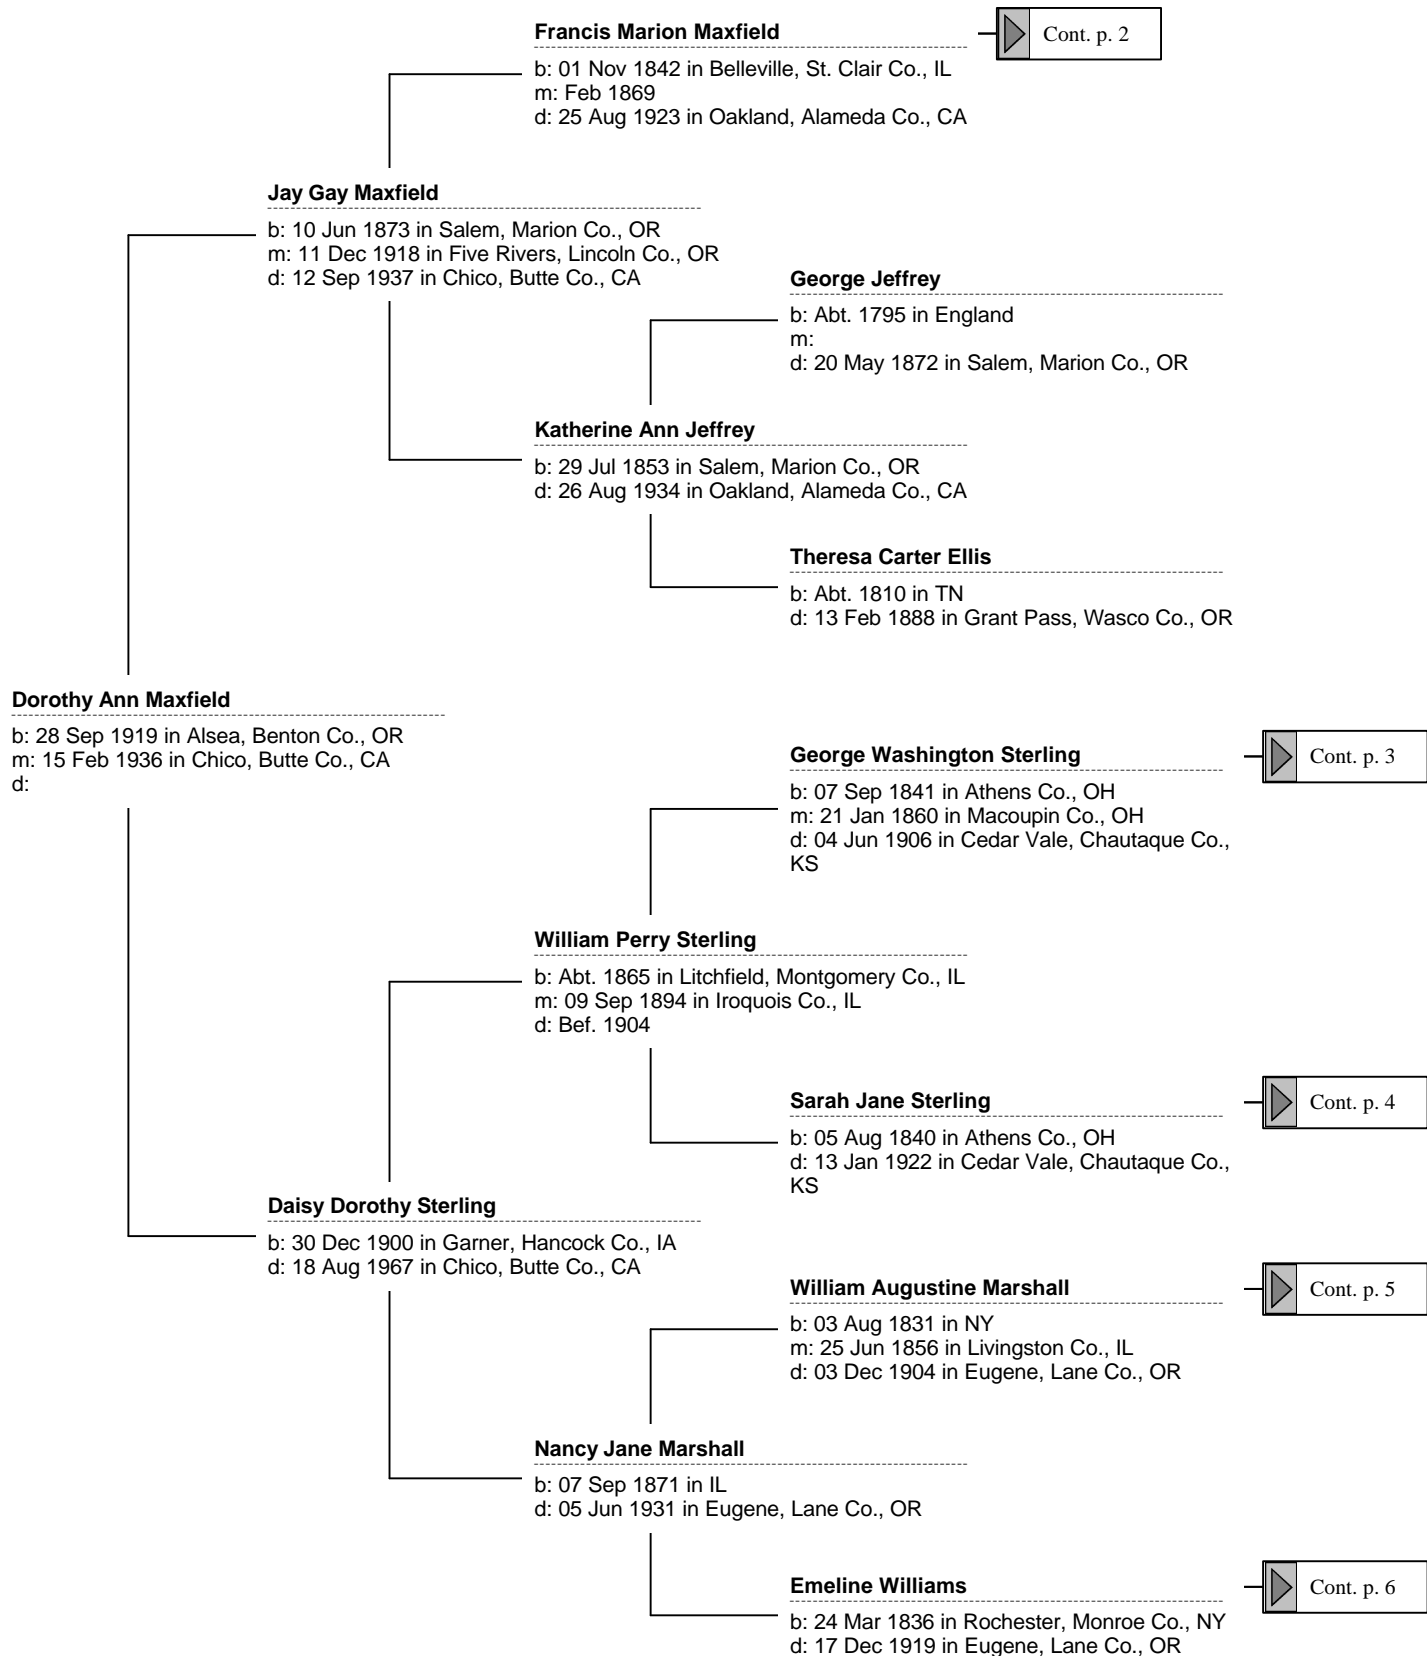 Francis Marion Maxfield
Cont. p. 2
b: 01 Nov 1842 in Belleville, St. Clair Co., IL
m: Feb 1869
d: 25 Aug 1923 in Oakland, Alameda Co., CA
Jay Gay Maxfield
b: 10 Jun 1873 in Salem, Marion Co., OR
m: 11 Dec 1918 in Five Rivers, Lincoln Co., OR
d: 12 Sep 1937 in Chico, Butte Co., CA
George Jeffrey
b: Abt. 1795 in England
m:
d: 20 May 1872 in Salem, Marion Co., OR
Katherine Ann Jeffrey
b: 29 Jul 1853 in Salem, Marion Co., OR
d: 26 Aug 1934 in Oakland, Alameda Co., CA
Theresa Carter Ellis
b: Abt. 1810 in TN
d: 13 Feb 1888 in Grant Pass, Wasco Co., OR
Dorothy Ann Maxfield
b: 28 Sep 1919 in Alsea, Benton Co., OR
m: 15 Feb 1936 in Chico, Butte Co., CA
d:
George Washington Sterling
Cont. p. 3
b: 07 Sep 1841 in Athens Co., OH
m: 21 Jan 1860 in Macoupin Co., OH
d: 04 Jun 1906 in Cedar Vale, Chautaque Co.,
KS
William Perry Sterling
b: Abt. 1865 in Litchfield, Montgomery Co., IL
m: 09 Sep 1894 in Iroquois Co., IL
d: Bef. 1904
Sarah Jane Sterling
Cont. p. 4
b: 05 Aug 1840 in Athens Co., OH
d: 13 Jan 1922 in Cedar Vale, Chautaque Co.,
KS
Daisy Dorothy Sterling
b: 30 Dec 1900 in Garner, Hancock Co., IA
d: 18 Aug 1967 in Chico, Butte Co., CA
William Augustine Marshall
Cont. p. 5
b: 03 Aug 1831 in NY
m: 25 Jun 1856 in Livingston Co., IL
d: 03 Dec 1904 in Eugene, Lane Co., OR
Nancy Jane Marshall
b: 07 Sep 1871 in IL
d: 05 Jun 1931 in Eugene, Lane Co., OR
Emeline Williams
Cont. p. 6
b: 24 Mar 1836 in Rochester, Monroe Co., NY
d: 17 Dec 1919 in Eugene, Lane Co., OR